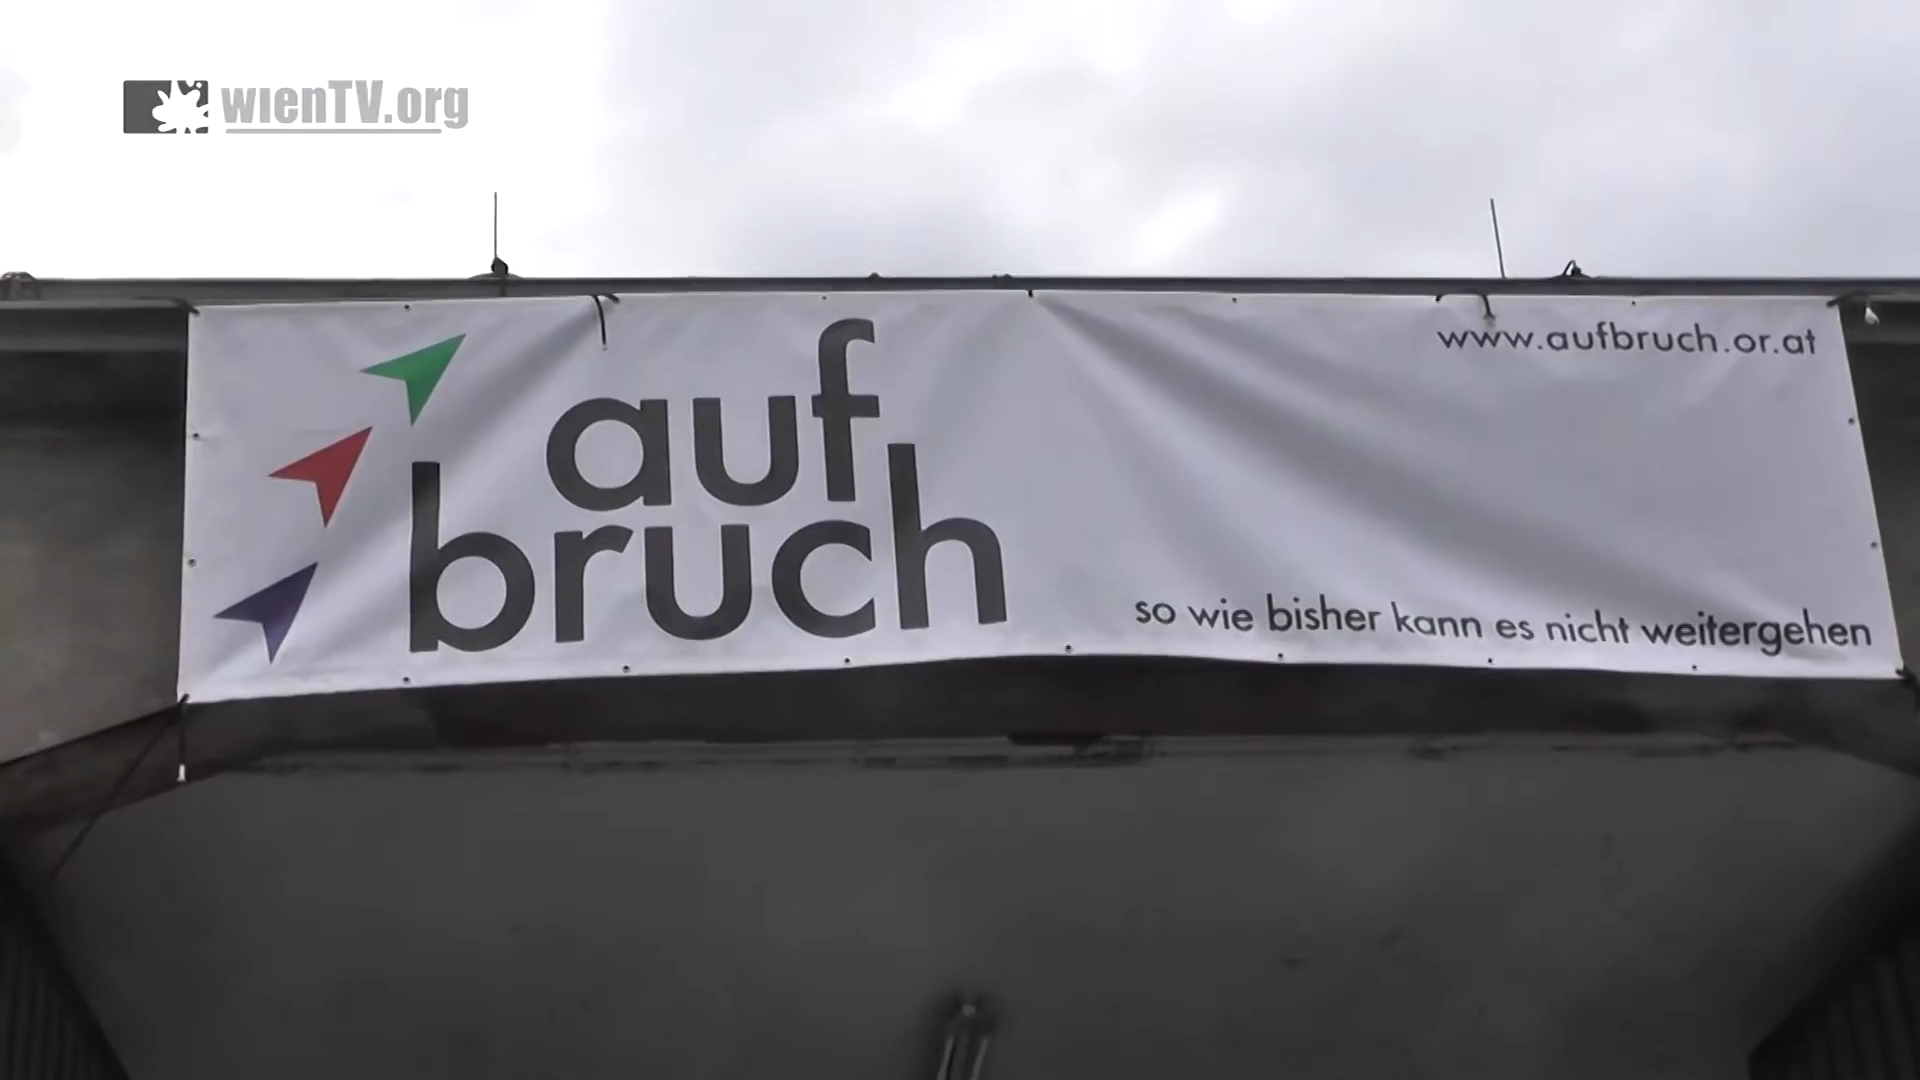 wienTV.org
www.aufbruch.or.at
auf
bruch
so wie bisher kann es nicht weitergehen